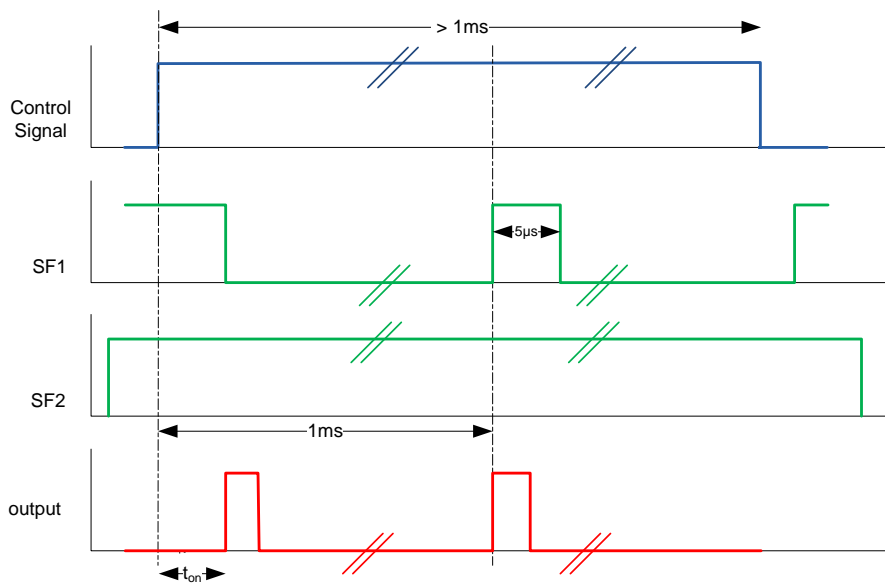 > 1ms
Control
Signal
SF1
5µs
SF2
1ms
output
ton